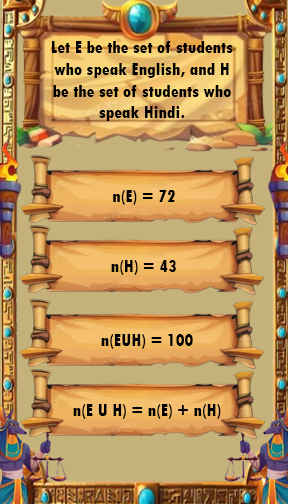 Let E be the set of students
who speak English, and H
be the set of students who
speak Hindi.
n(E) = 72
n(H) = 43
n(EUH) = 100
n(E U H) = n(E) + n(H)